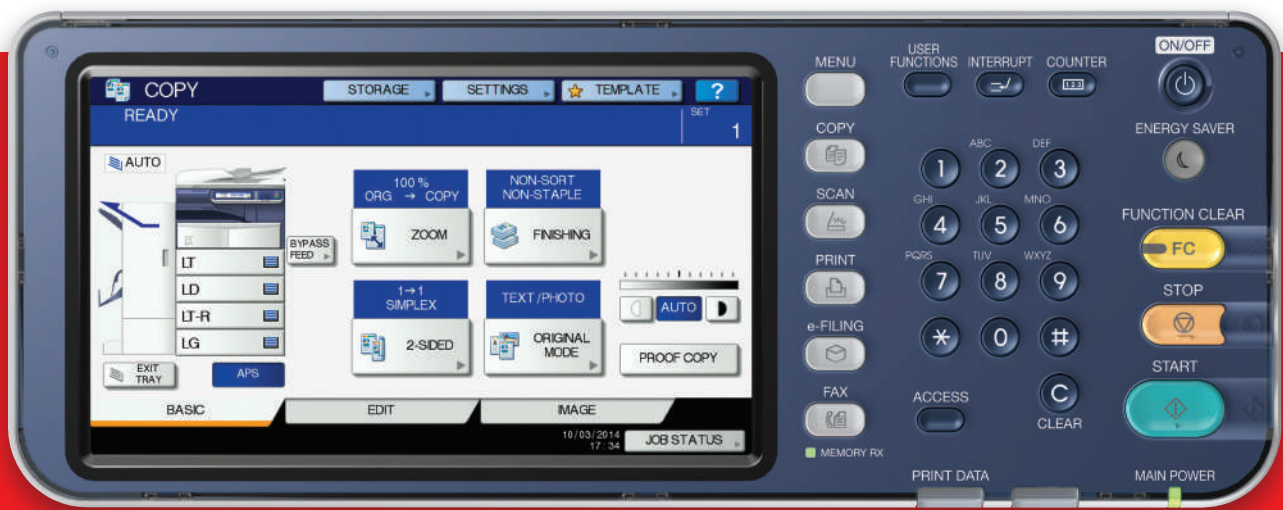 COPY
STORAGE
SETTINGS
TEMPLATE
?
READY
SET
1
AUTO
LT
LD
LT-R
LG
BYPASS
FEED
EXIT
TRAY
APS
100 %
ORG → COPY
ZOOM
NON-SORT
NON-STAPLE
FINISHING
1→1
SIMPLEX
2-SIDED
TEXT/PHOTO
ORIGINAL
MODE
AUTO
PROOF COPY
BASIC
EDIT
IMAGE
10/03/2014
17:34
JOB STATUS
MENU
COPY
SCAN
PRINT
e-FILING
FAX
MEMORY RX
USER
FUNCTIONS
INTERRUPT
COUNTER
123
1
ABC
2
DEF
3
GHI
4
JKL
5
MNO
6
PQRS
7
TUV
8
WXYZ
9
*
0
#
ACCESS
C
CLEAR
PRINT DATA
ON/OFF
ENERGY SAVER
FUNCTION CLEAR
FC
STOP
START
MAIN POWER